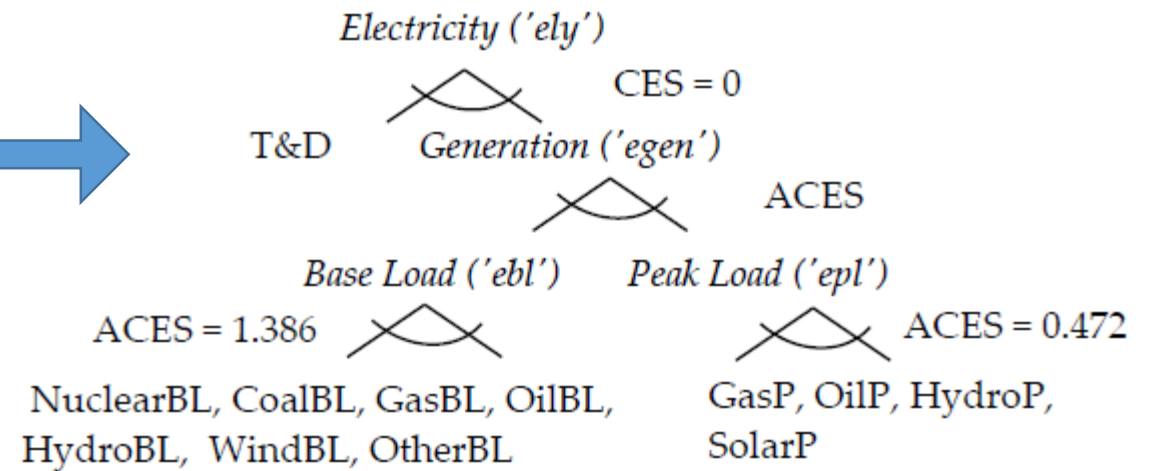 Electricity ('ely')
CES = 0
T&D
Generation ('egen')
ACES
Base Load ('ebl')
Peak Load ('epl')
ACES = 1.386
ACES = 0.472
NuclearBL, CoalBL, GasBL, OilBL,
HydroBL, WindBL, OtherBL
GasP, OilP, HydroP,
SolarP